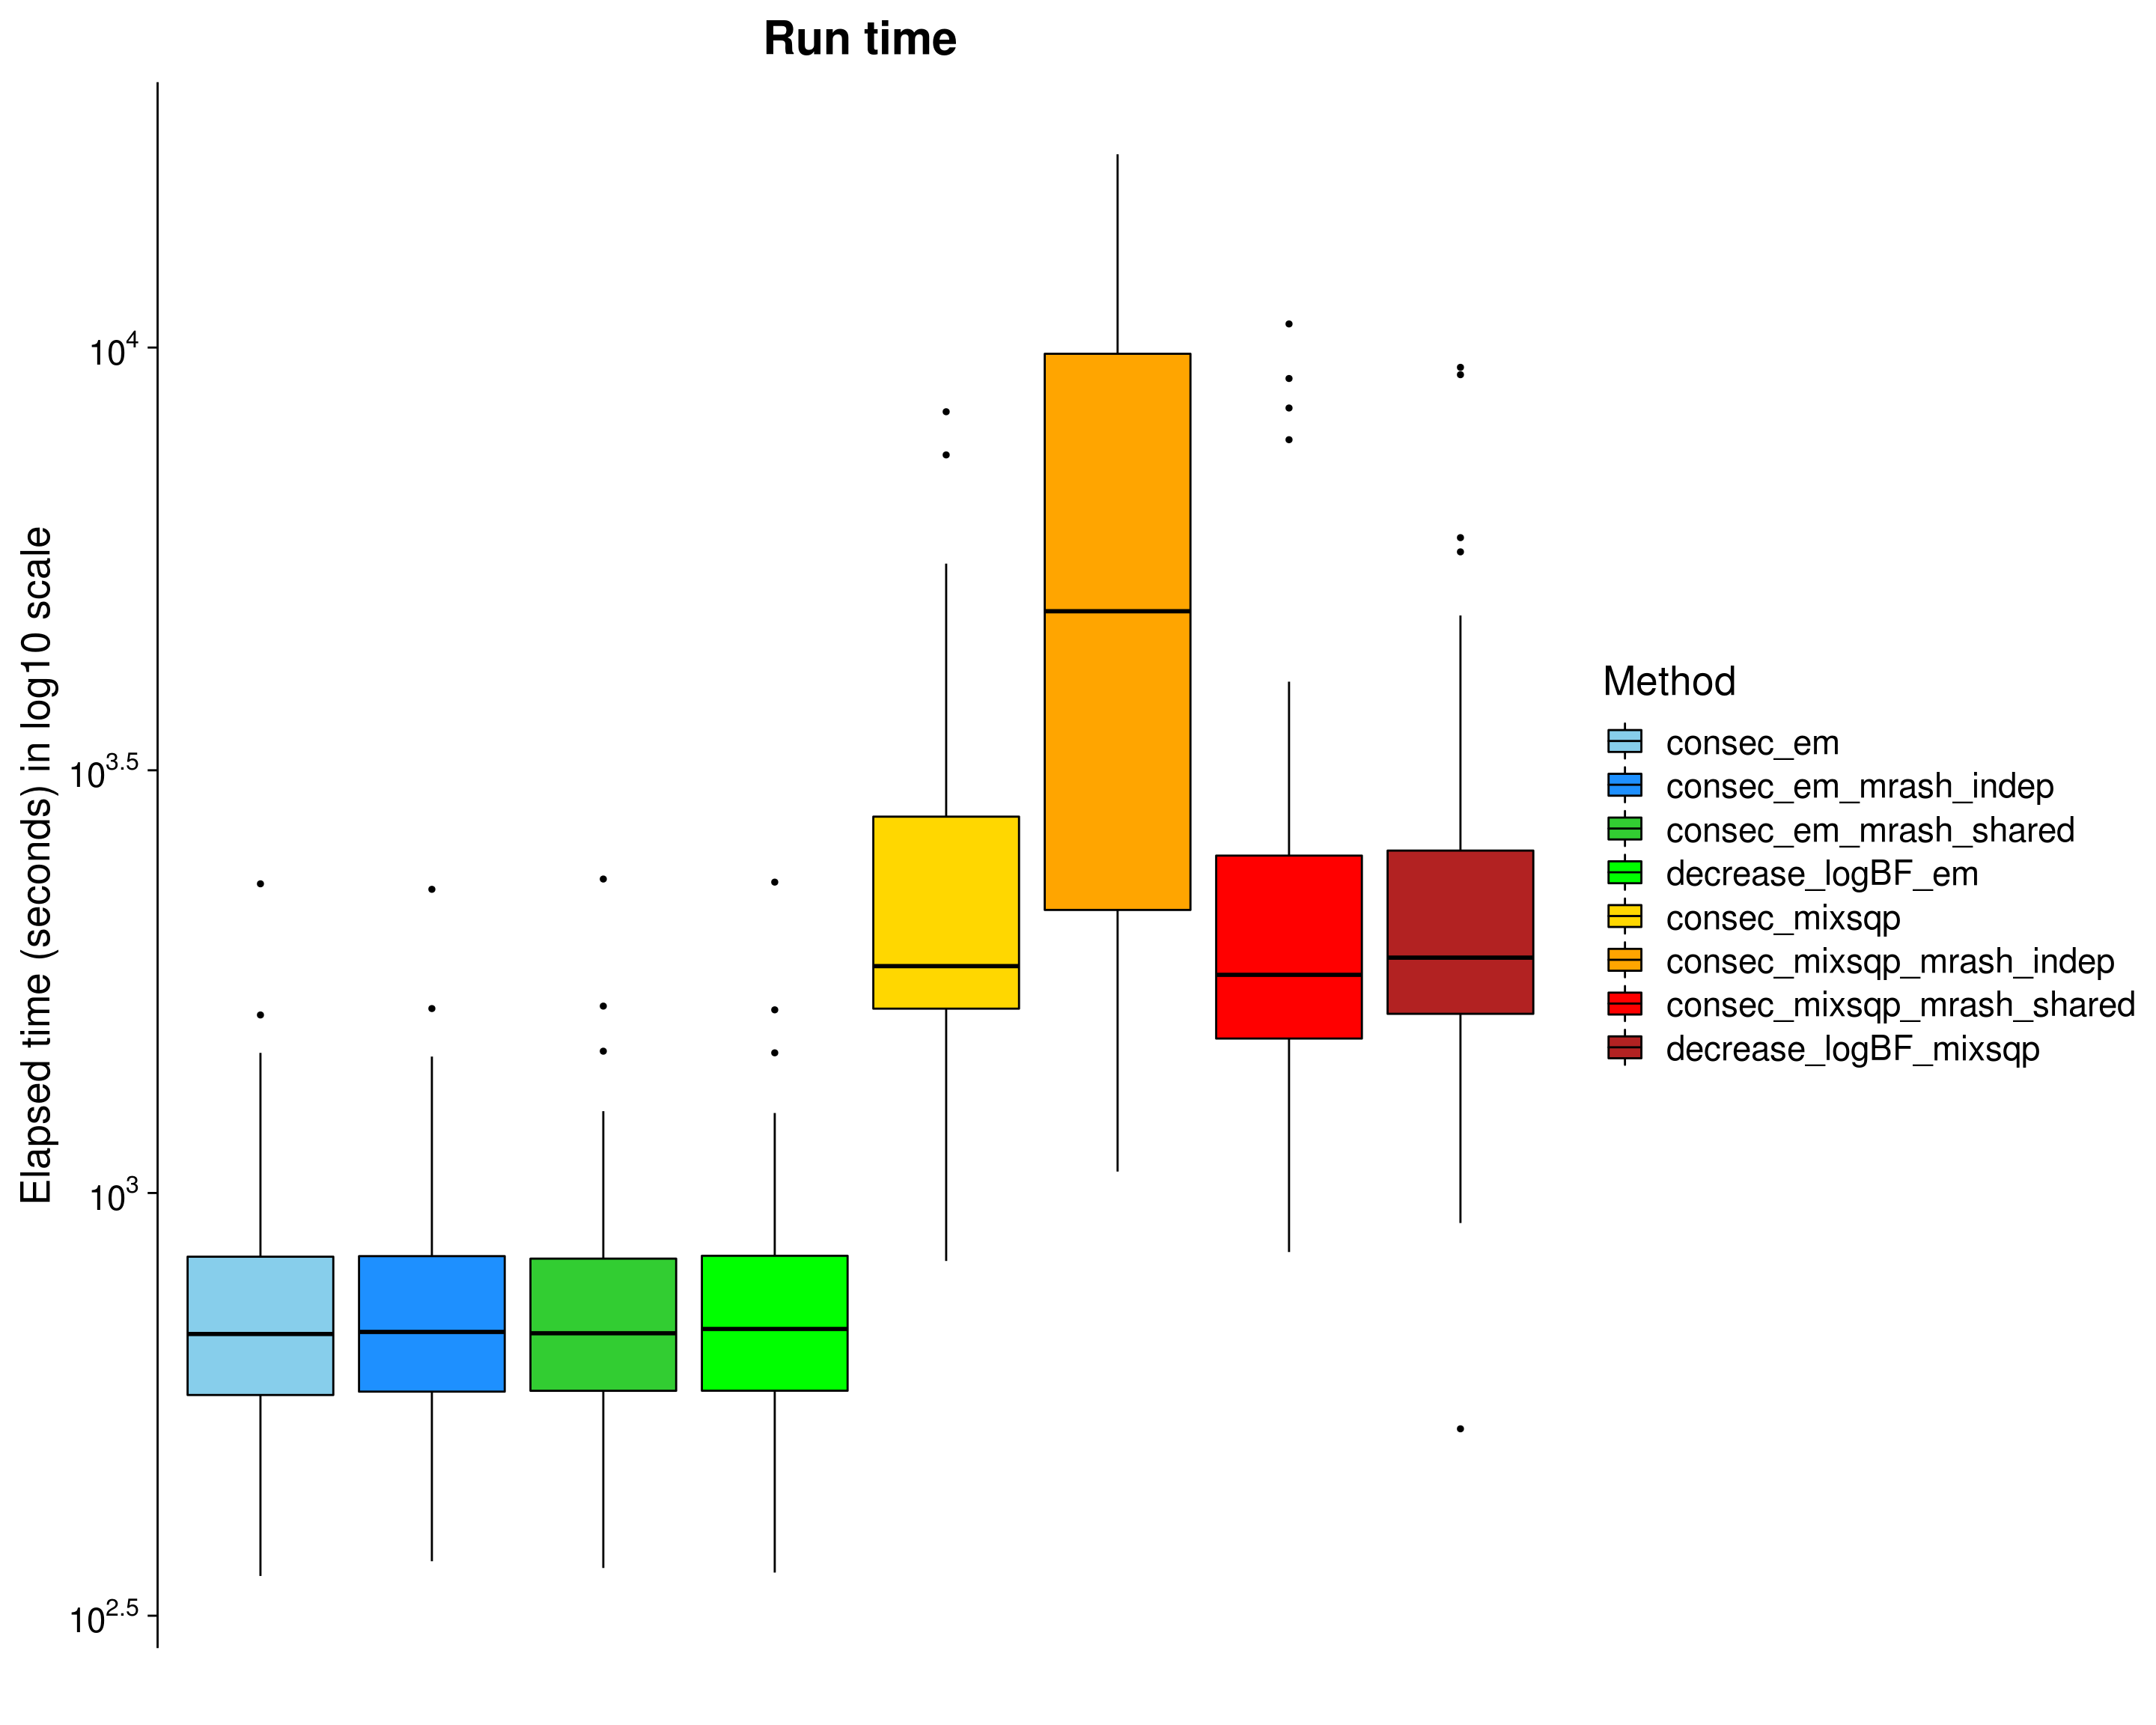 Run time
Elapsed time (seconds) in log10 scale
10^4
10^3.5
10^3
10^2.5
Method
consec_em
consec_em_mrash_indep
consec_em_mrash_shared
decrease_logBF_em
consec_mixsqp
consec_mixsqp_mrash_indep
consec_mixsqp_mrash_shared
decrease_logBF_mixsqp